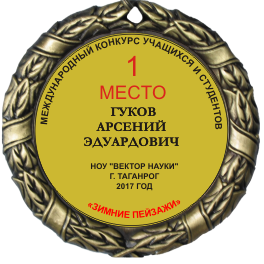 МЕЖДУНАРОДНЫЙ КОНКУРС УЧАЩИХСЯ И СТУДЕНТОВ
1
МЕСТО
ГУКОВ
АРСЕНИЙ
ЭДУАРДОВИЧ
НОУ "ВЕКТОР НАУКИ"
Г. ТАГАНРОГ
2017 ГОД
«ЗИМНИЕ ПЕЙЗАЖИ»